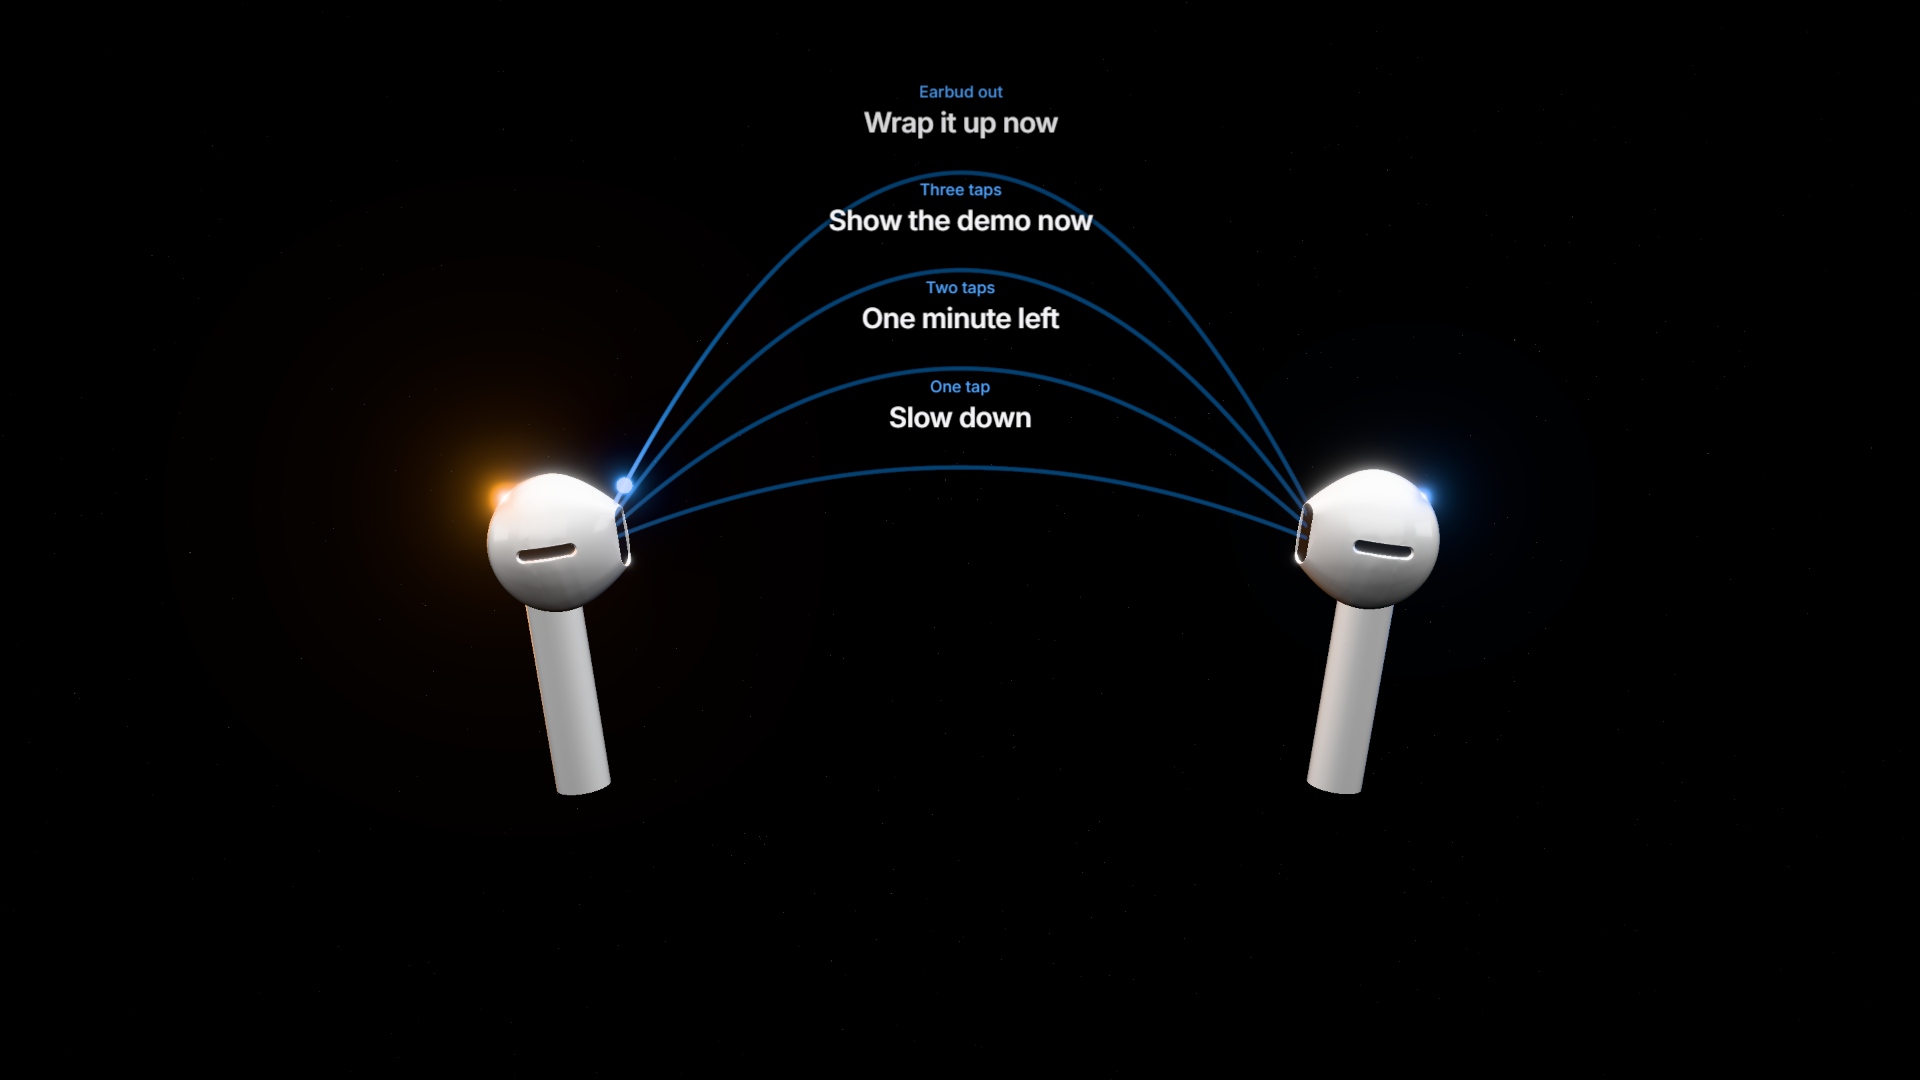 Earbud out
Wrap it up now
Three taps
Show the demo now
Two taps
One minute left
One tap
Slow down